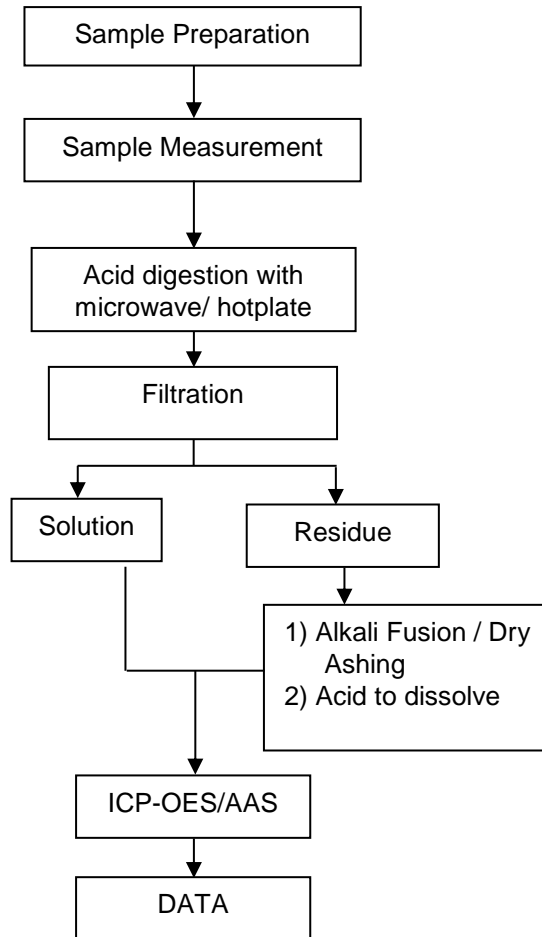 Sample Preparation
Sample Measurement
Acid digestion with
microwave/ hotplate
Filtration
Solution
Residue
1) Alkali Fusion / Dry
Ashing
2) Acid to dissolve
ICP-OES/AAS
DATA